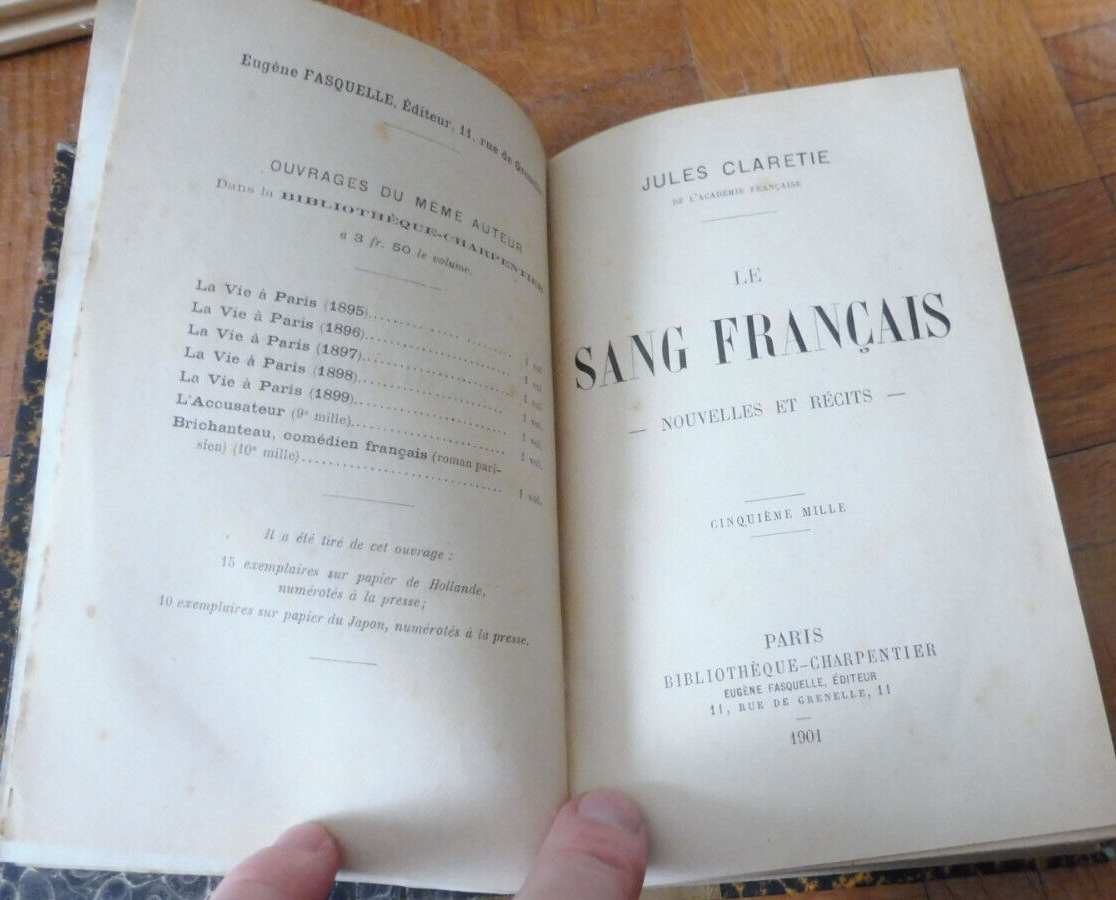 Eugène FASQUELLE, Éditeur, 11, rue de
OUVRAGES DU MÊME AUTEUR
Dans la BIBLIOTHÈQUE-CHARPENTIER
à 3 fr. 50 le volume.
La Vie à Paris (1895).................... 1 vol
La Vie à Paris (1896).................... 1 vol
La Vie à Paris (1897).................... 1 vol.
La Vie à Paris (1898).................... 1 vol.
La Vie à Paris (1899).................... 1 vol.
L'Accusateur (9e mille).................... 1 vol.
Brichanteau, comédien français (roman pari-
sien) (10e mille).................... 1 vol.
Il a été tiré de cet ouvrage :
15 exemplaires sur papier de Hollande,
numérotés à la presse;
10 exemplaires sur papier du Japon, numérotés à la presse.
JULES CLARETIE
DE L'ACADÉMIE FRANÇAISE
LE
SANG FRANÇAIS
— NOUVELLES ET RÉCITS —
CINQUIÈME MILLE
PARIS
BIBLIOTHÈQUE-CHARPENTIER
EUGÈNE FASQUELLE, ÉDITEUR
11, RUE DE GRENELLE, 11
1901